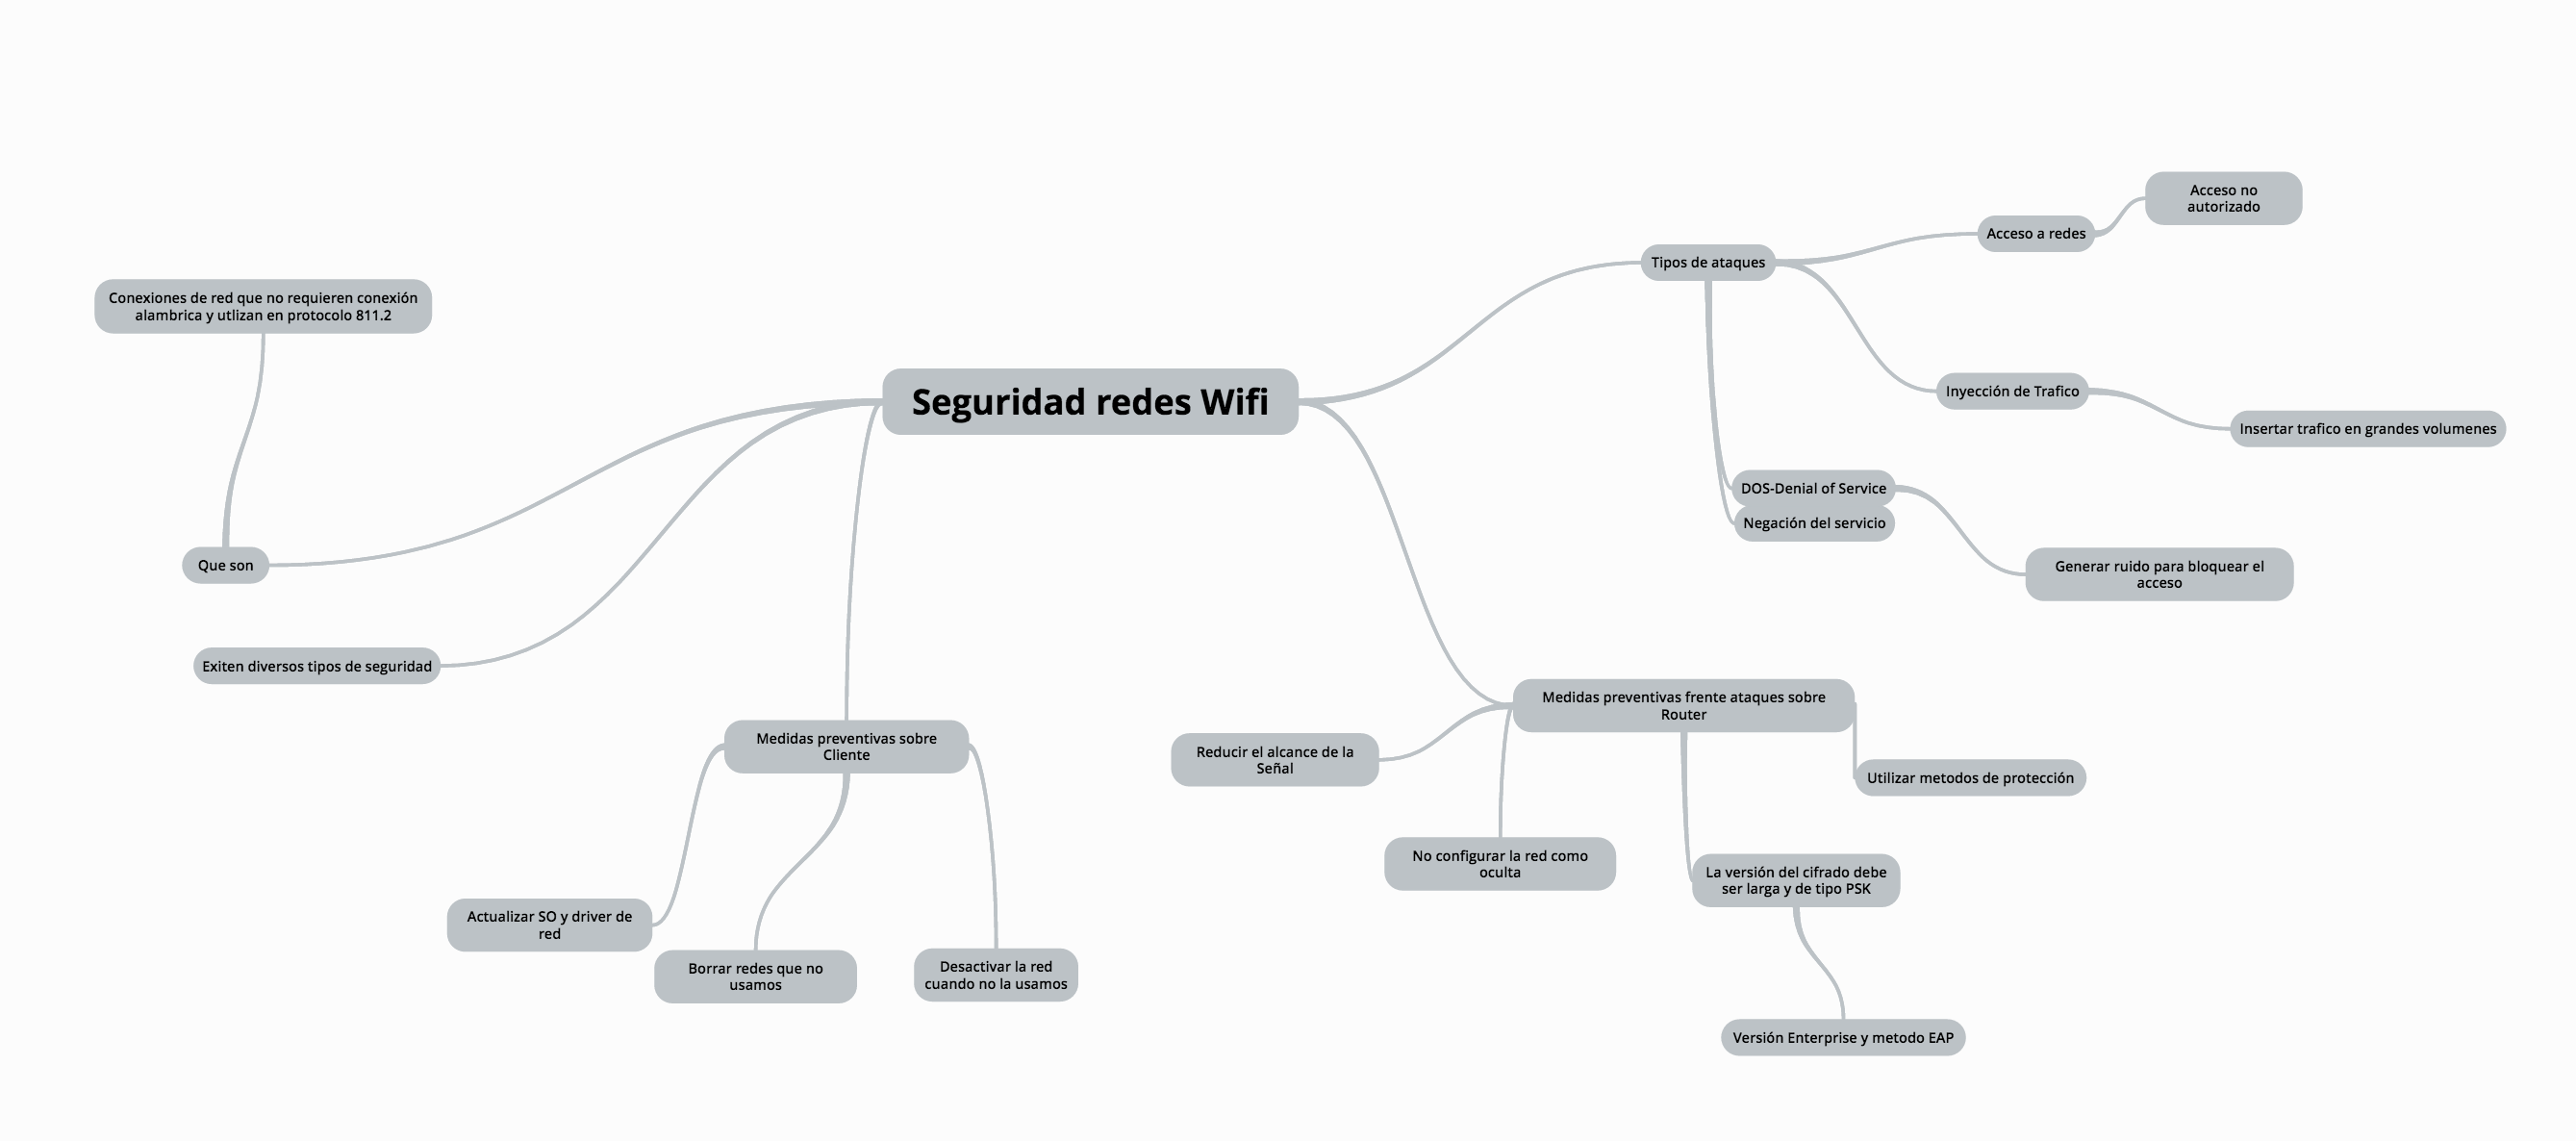 Seguridad redes Wifi
Conexiones de red que no requieren conexión
alambrica y utlizan en protocolo 811.2
Que son
Exiten diversos tipos de seguridad
Medidas preventivas sobre
Cliente
Actualizar SO y driver de
red
Borrar redes que no
usamos
Desactivar la red
cuando no la usamos
Tipos de ataques
Acceso a redes
Acceso no
autorizado
Inyección de Trafico
Insertar trafico en grandes volumenes
DOS-Denial of Service
Negación del servicio
Generar ruido para bloquear el
acceso
Medidas preventivas frente ataques sobre
Router
Reducir el alcance de la
Señal
No configurar la red como
oculta
Utilizar metodos de protección
La versión del cifrado debe
ser larga y de tipo PSK
Versión Enterprise y metodo EAP